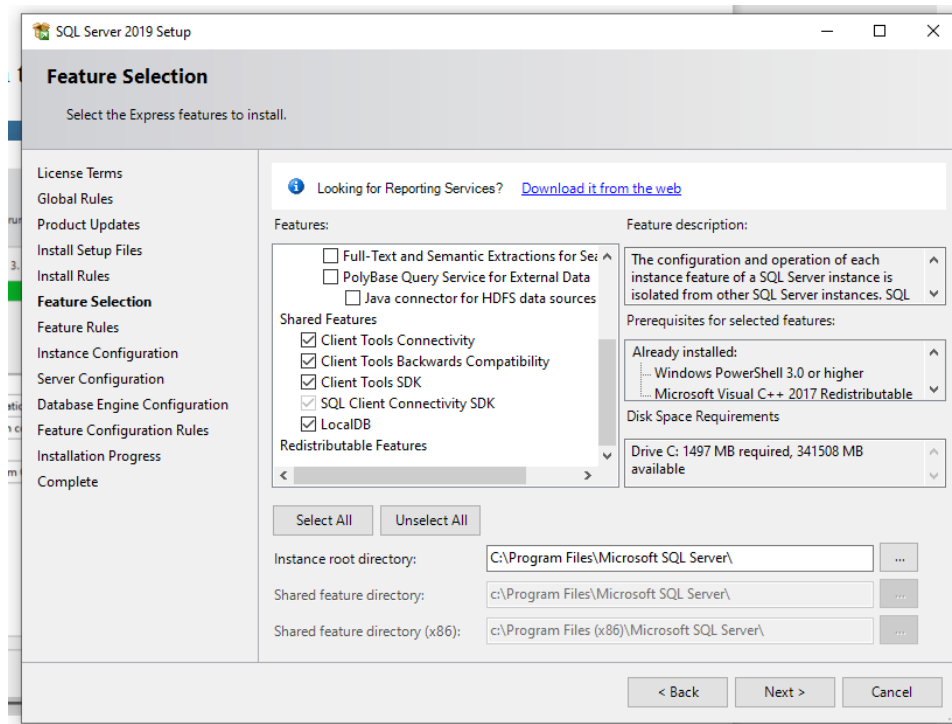 SQL Server 2019 Setup
Feature Selection
Select the Express features to install.
License Terms
Global Rules
Product Updates
Install Setup Files
Install Rules
Feature Selection
Feature Rules
Instance Configuration
Server Configuration
Database Engine Configuration
Feature Configuration Rules
Installation Progress
Complete
Looking for Reporting Services? Download it from the web
Features:
Full-Text and Semantic Extractions for Sea
PolyBase Query Service for External Data
Java connector for HDFS data sources
Shared Features
Client Tools Connectivity
Client Tools Backwards Compatibility
Client Tools SDK
SQL Client Connectivity SDK
LocalDB
Redistributable Features
Feature description:
The configuration and operation of each
instance feature of a SQL Server instance is
isolated from other SQL Server instances. SQL
Prerequisites for selected features:
Already installed:
Windows PowerShell 3.0 or higher
Microsoft Visual C++ 2017 Redistributable
Disk Space Requirements
Drive C: 1497 MB required, 341508 MB
available
Select All
Unselect All
Instance root directory:
C:\Program Files\Microsoft SQL Server\
...
Shared feature directory:
c:\Program Files\Microsoft SQL Server\
...
Shared feature directory (x86):
c:\Program Files (x86)\Microsoft SQL Server\
...
< Back
Next >
Cancel